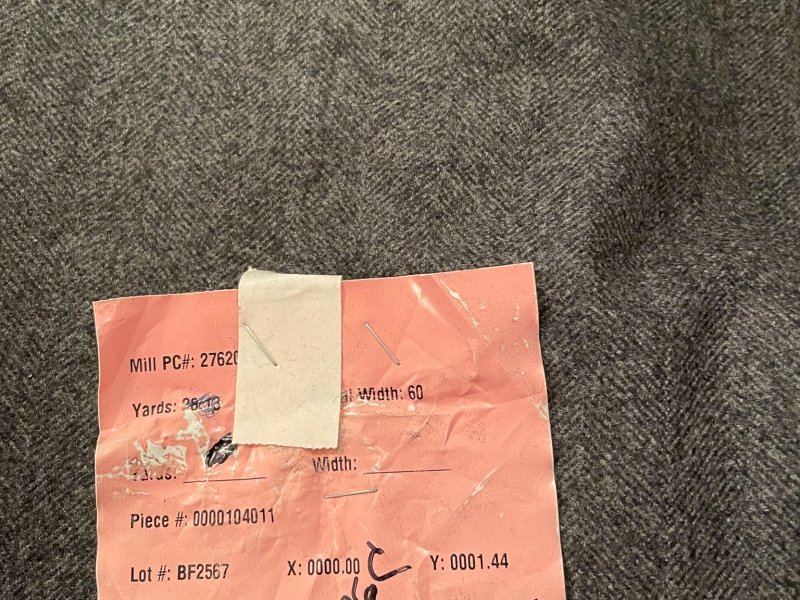 Mill PC#: 27620
Yards: Width: 60
Width:
Piece #: 0000104011
Lot #: BF2567 X: 0000.00 Y: 0001.44